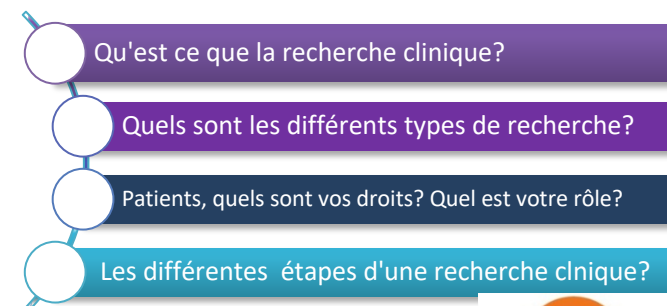 Qu'est ce que la recherche clinique?
Quels sont les différents types de recherche?
Patients, quels sont vos droits? Quel est votre rôle?
Les différentes  étapes d'une recherche clnique?